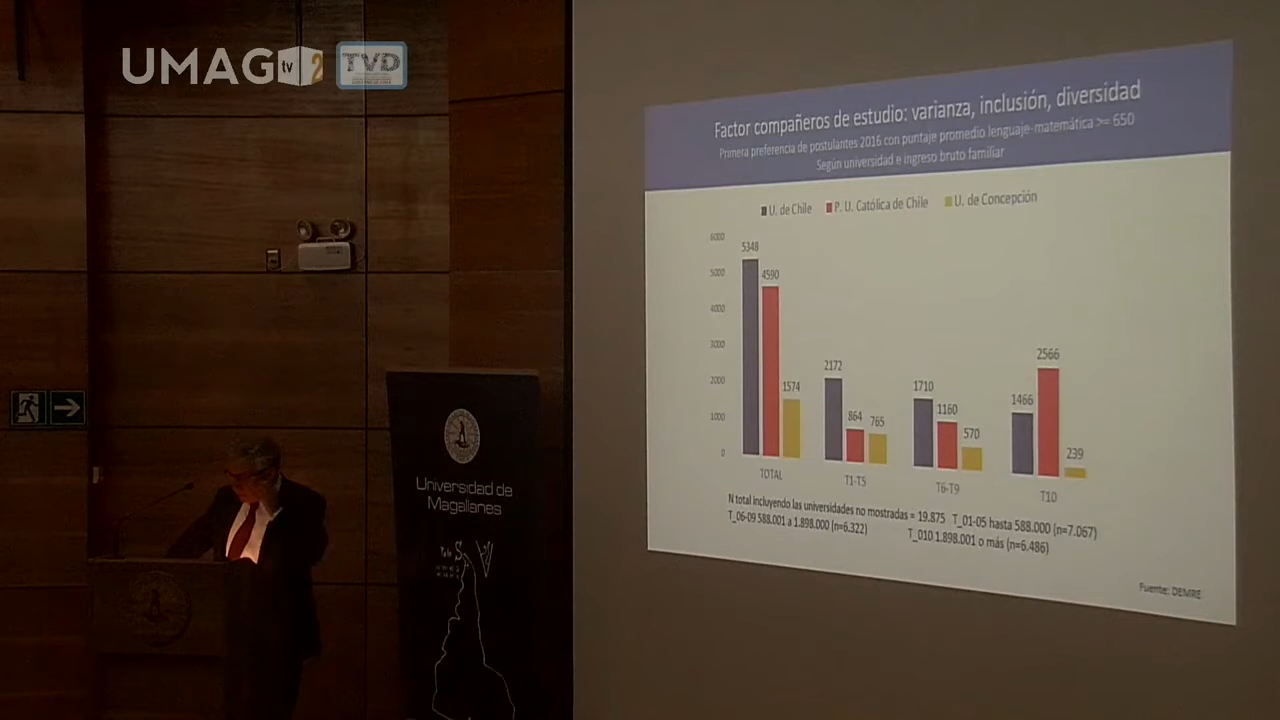 UMAG tv 2 TVD
Factor compañeros de estudio: varianza, inclusión, diversidad
Primera preferencia de postulantes 2016 con puntaje promedio lenguaje-matemática >= 650
Según universidad e ingreso bruto familiar
U. de Chile P. U. Católica de Chile U. de Concepción
6000
5000
4000
3000
2000
1000
0
5348 4590 1574
2172 864 765
1710 1160 570
1466 2566 239
TOTAL T1-T5 T6-T9 T10
N total incluyendo las universidades no mostradas = 19.875 T_01-05 hasta 588.000 (n=7.067)
T_06-09 588.001 a 1.898.000 (n=6.322) T_010 1.898.001 o más (n=6.486)
Fuente: DEMRE
Universidad de
Magallanes